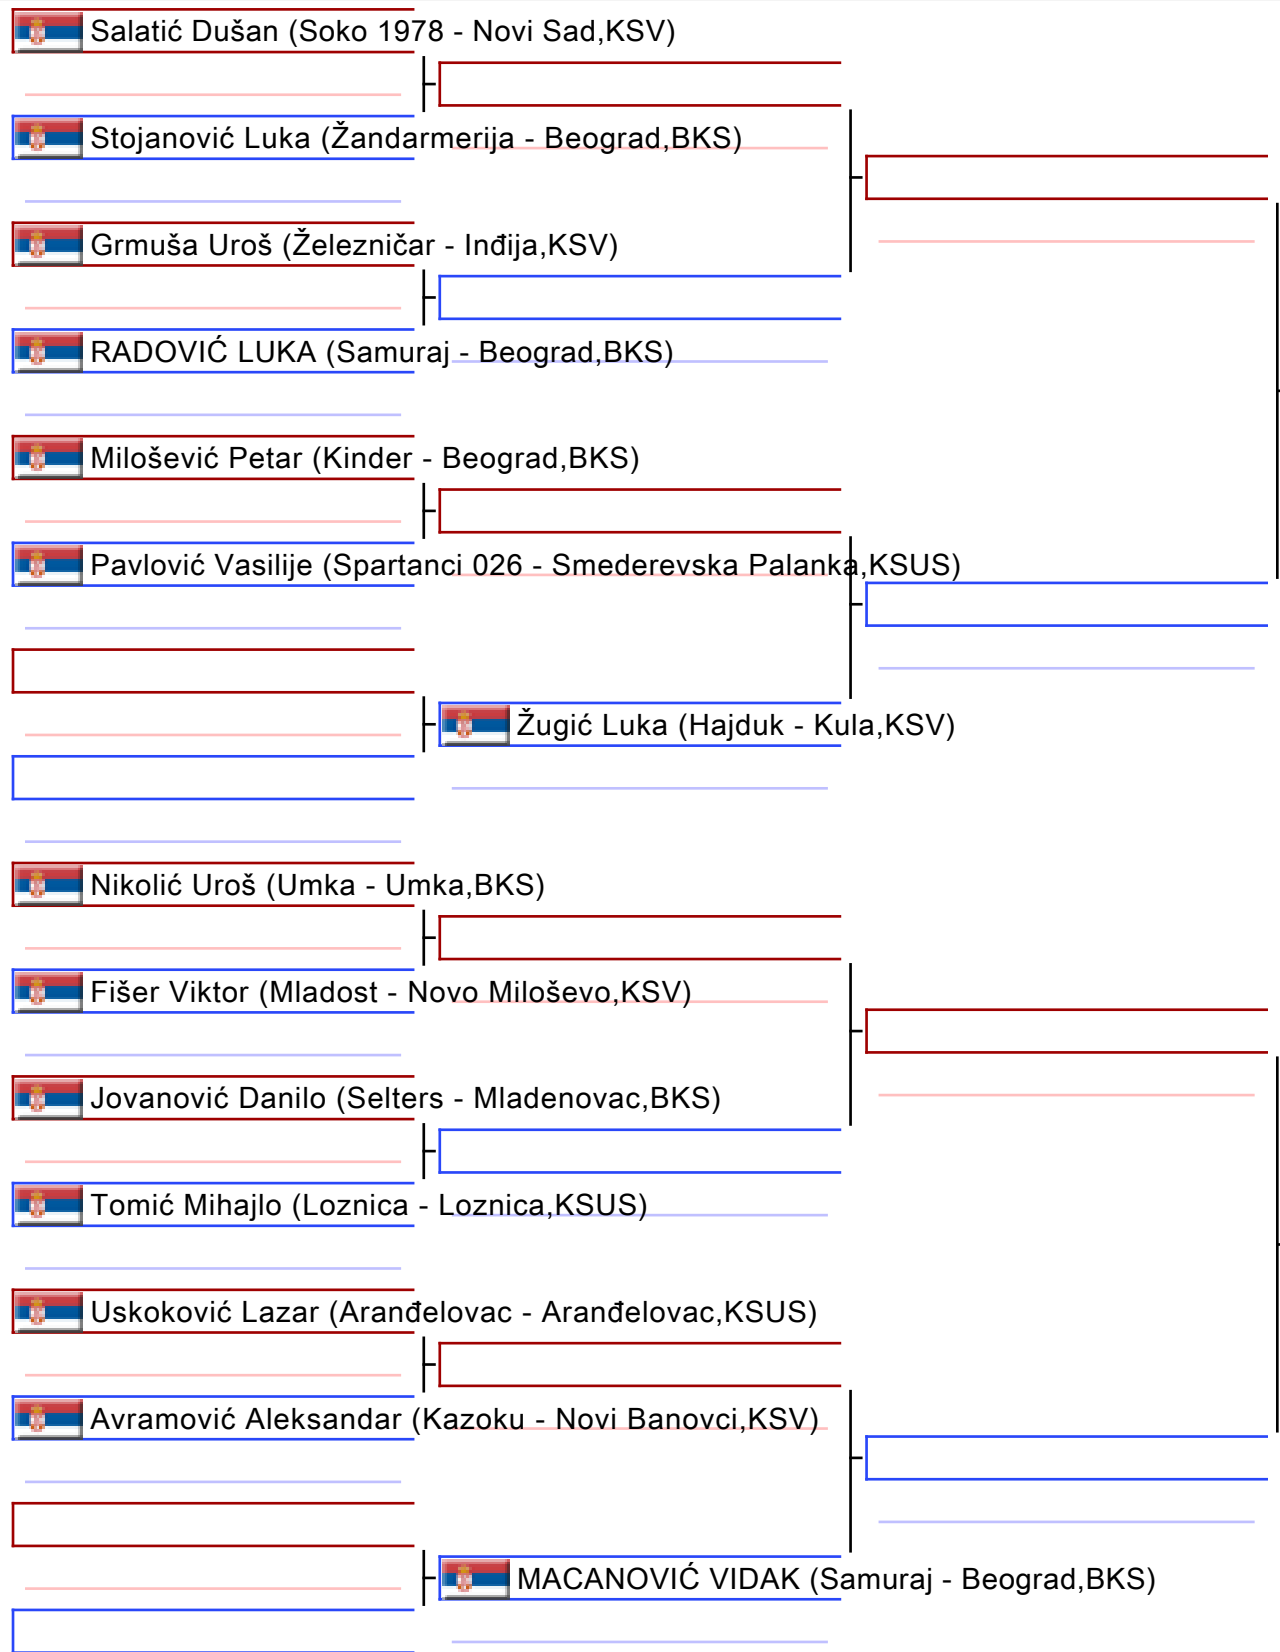 Salatić Dušan (Soko 1978 - Novi Sad,KSV)
Stojanović Luka (Žandarmerija - Beograd,BKS)
Grmuša Uroš (Železničar - Inđija,KSV)
RADOVIĆ LUKA (Samuraj - Beograd,BKS)
Milošević Petar (Kinder - Beograd,BKS)
Pavlović Vasilije (Spartanci 026 - Smederevska Palanka,KSUS)
Žugić Luka (Hajduk - Kula,KSV)
Nikolić Uroš (Umka - Umka,BKS)
Fišer Viktor (Mladost - Novo Miloševo,KSV)
Jovanović Danilo (Selters - Mladenovac,BKS)
Tomić Mihajlo (Loznica - Loznica,KSUS)
Uskoković Lazar (Aranđelovac - Aranđelovac,KSUS)
Avramović Aleksandar (Kazoku - Novi Banovci,KSV)
MACANOVIĆ VIDAK (Samuraj - Beograd,BKS)